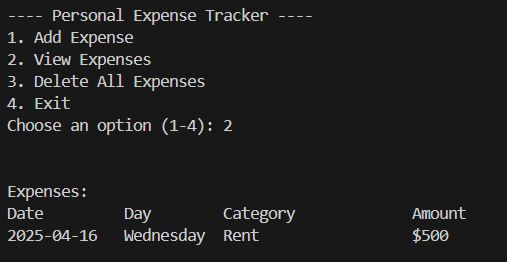 ---- Personal Expense Tracker ----
1. Add Expense
2. View Expenses
3. Delete All Expenses
4. Exit
Choose an option (1-4): 2
Expenses:
Date Day Category Amount
2025-04-16 Wednesday Rent $500